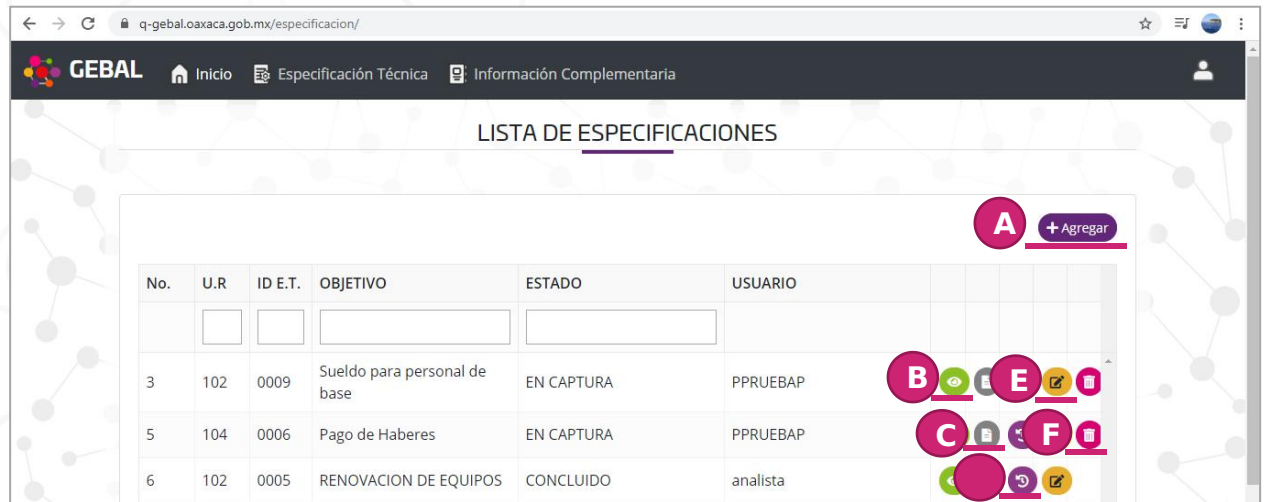 q-gebal.oaxaca.gob.mx/especificacion/
GEBAL Inicio Especificación Técnica Información Complementaria
LISTA DE ESPECIFICACIONES
A + Agregar
No. U.R ID E.T. OBJETIVO ESTADO USUARIO
3 102 0009 Sueldo para personal de base EN CAPTURA PPRUEBAP B E
5 104 0006 Pago de Haberes EN CAPTURA PPRUEBAP C F
6 102 0005 RENOVACION DE EQUIPOS CONCLUIDO analista